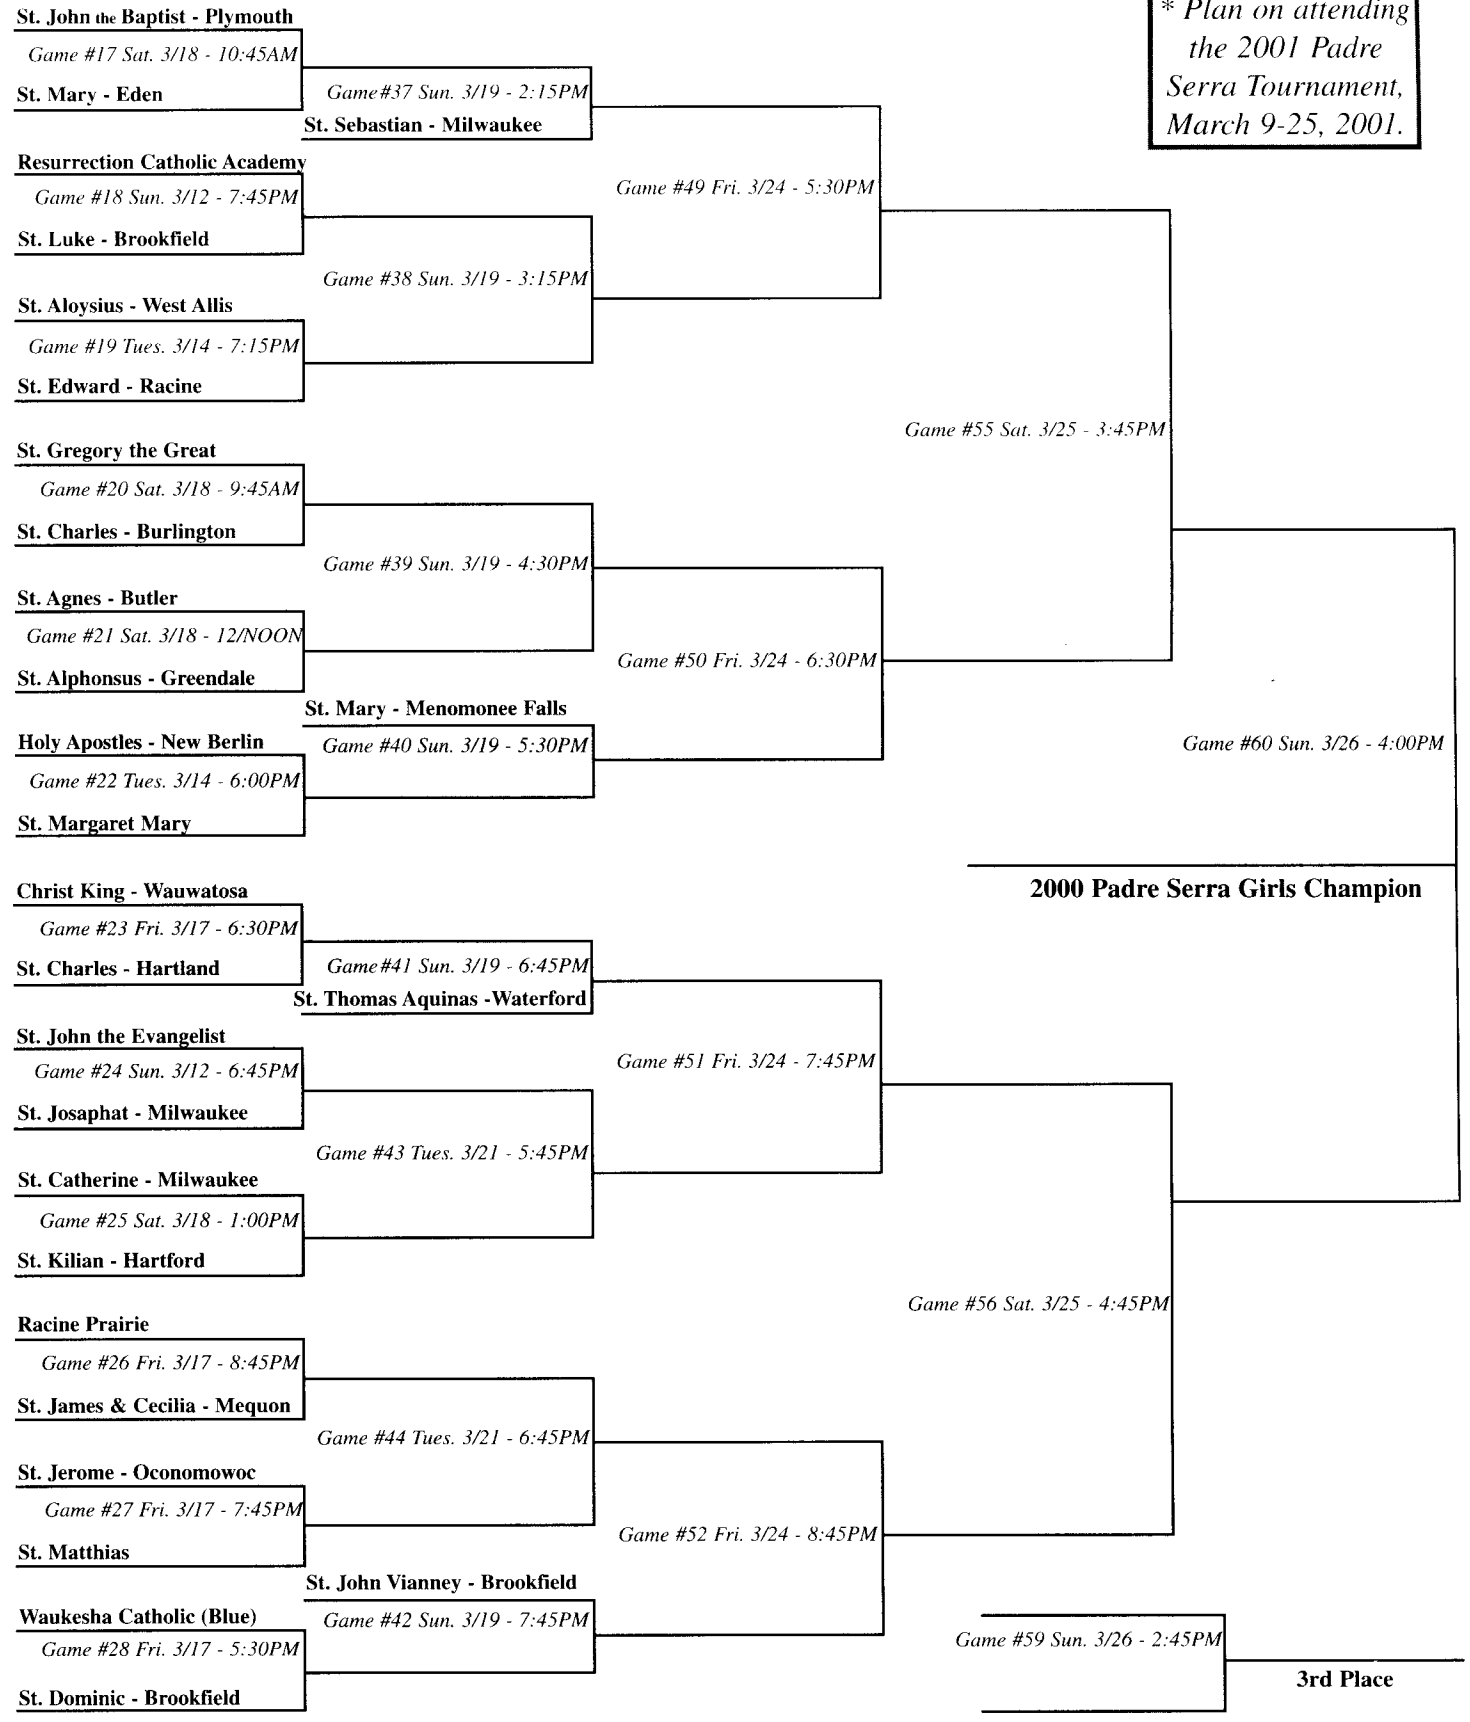 * Plan on attending
the 2001 Padre
Serra Tournament,
March 9-25, 2001.
St. John the Baptist - Plymouth
Game #17 Sat. 3/18 - 10:45AM
St. Mary - Eden
Game#37 Sun. 3/19 - 2:15PM
St. Sebastian - Milwaukee
Resurrection Catholic Academy
Game #18 Sun. 3/12 - 7:45PM
St. Luke - Brookfield
Game #49 Fri. 3/24 - 5:30PM
Game #38 Sun. 3/19 - 3:15PM
St. Aloysius - West Allis
Game #19 Tues. 3/14 - 7:15PM
St. Edward - Racine
Game #55 Sat. 3/25 - 3:45PM
St. Gregory the Great
Game #20 Sat. 3/18 - 9:45AM
St. Charles - Burlington
Game #39 Sun. 3/19 - 4:30PM
St. Agnes - Butler
Game #21 Sat. 3/18 - 12/NOON
St. Alphonsus - Greendale
Game #50 Fri. 3/24 - 6:30PM
St. Mary - Menomonee Falls
Game #40 Sun. 3/19 - 5:30PM
Holy Apostles - New Berlin
Game #22 Tues. 3/14 - 6:00PM
St. Margaret Mary
Game #60 Sun. 3/26 - 4:00PM
2000 Padre Serra Girls Champion
Christ King - Wauwatosa
Game #23 Fri. 3/17 - 6:30PM
St. Charles - Hartland
Game#41 Sun. 3/19 - 6:45PM
St. Thomas Aquinas -Waterford
St. John the Evangelist
Game #24 Sun. 3/12 - 6:45PM
St. Josaphat - Milwaukee
Game #51 Fri. 3/24 - 7:45PM
Game #43 Tues. 3/21 - 5:45PM
St. Catherine - Milwaukee
Game #25 Sat. 3/18 - 1:00PM
St. Kilian - Hartford
Game #56 Sat. 3/25 - 4:45PM
Racine Prairie
Game #26 Fri. 3/17 - 8:45PM
St. James & Cecilia - Mequon
Game #44 Tues. 3/21 - 6:45PM
St. Jerome - Oconomowoc
Game #27 Fri. 3/17 - 7:45PM
St. Matthias
Game #52 Fri. 3/24 - 8:45PM
St. John Vianney - Brookfield
Game #42 Sun. 3/19 - 7:45PM
Waukesha Catholic (Blue)
Game #28 Fri. 3/17 - 5:30PM
St. Dominic - Brookfield
Game #59 Sun. 3/26 - 2:45PM
3rd Place